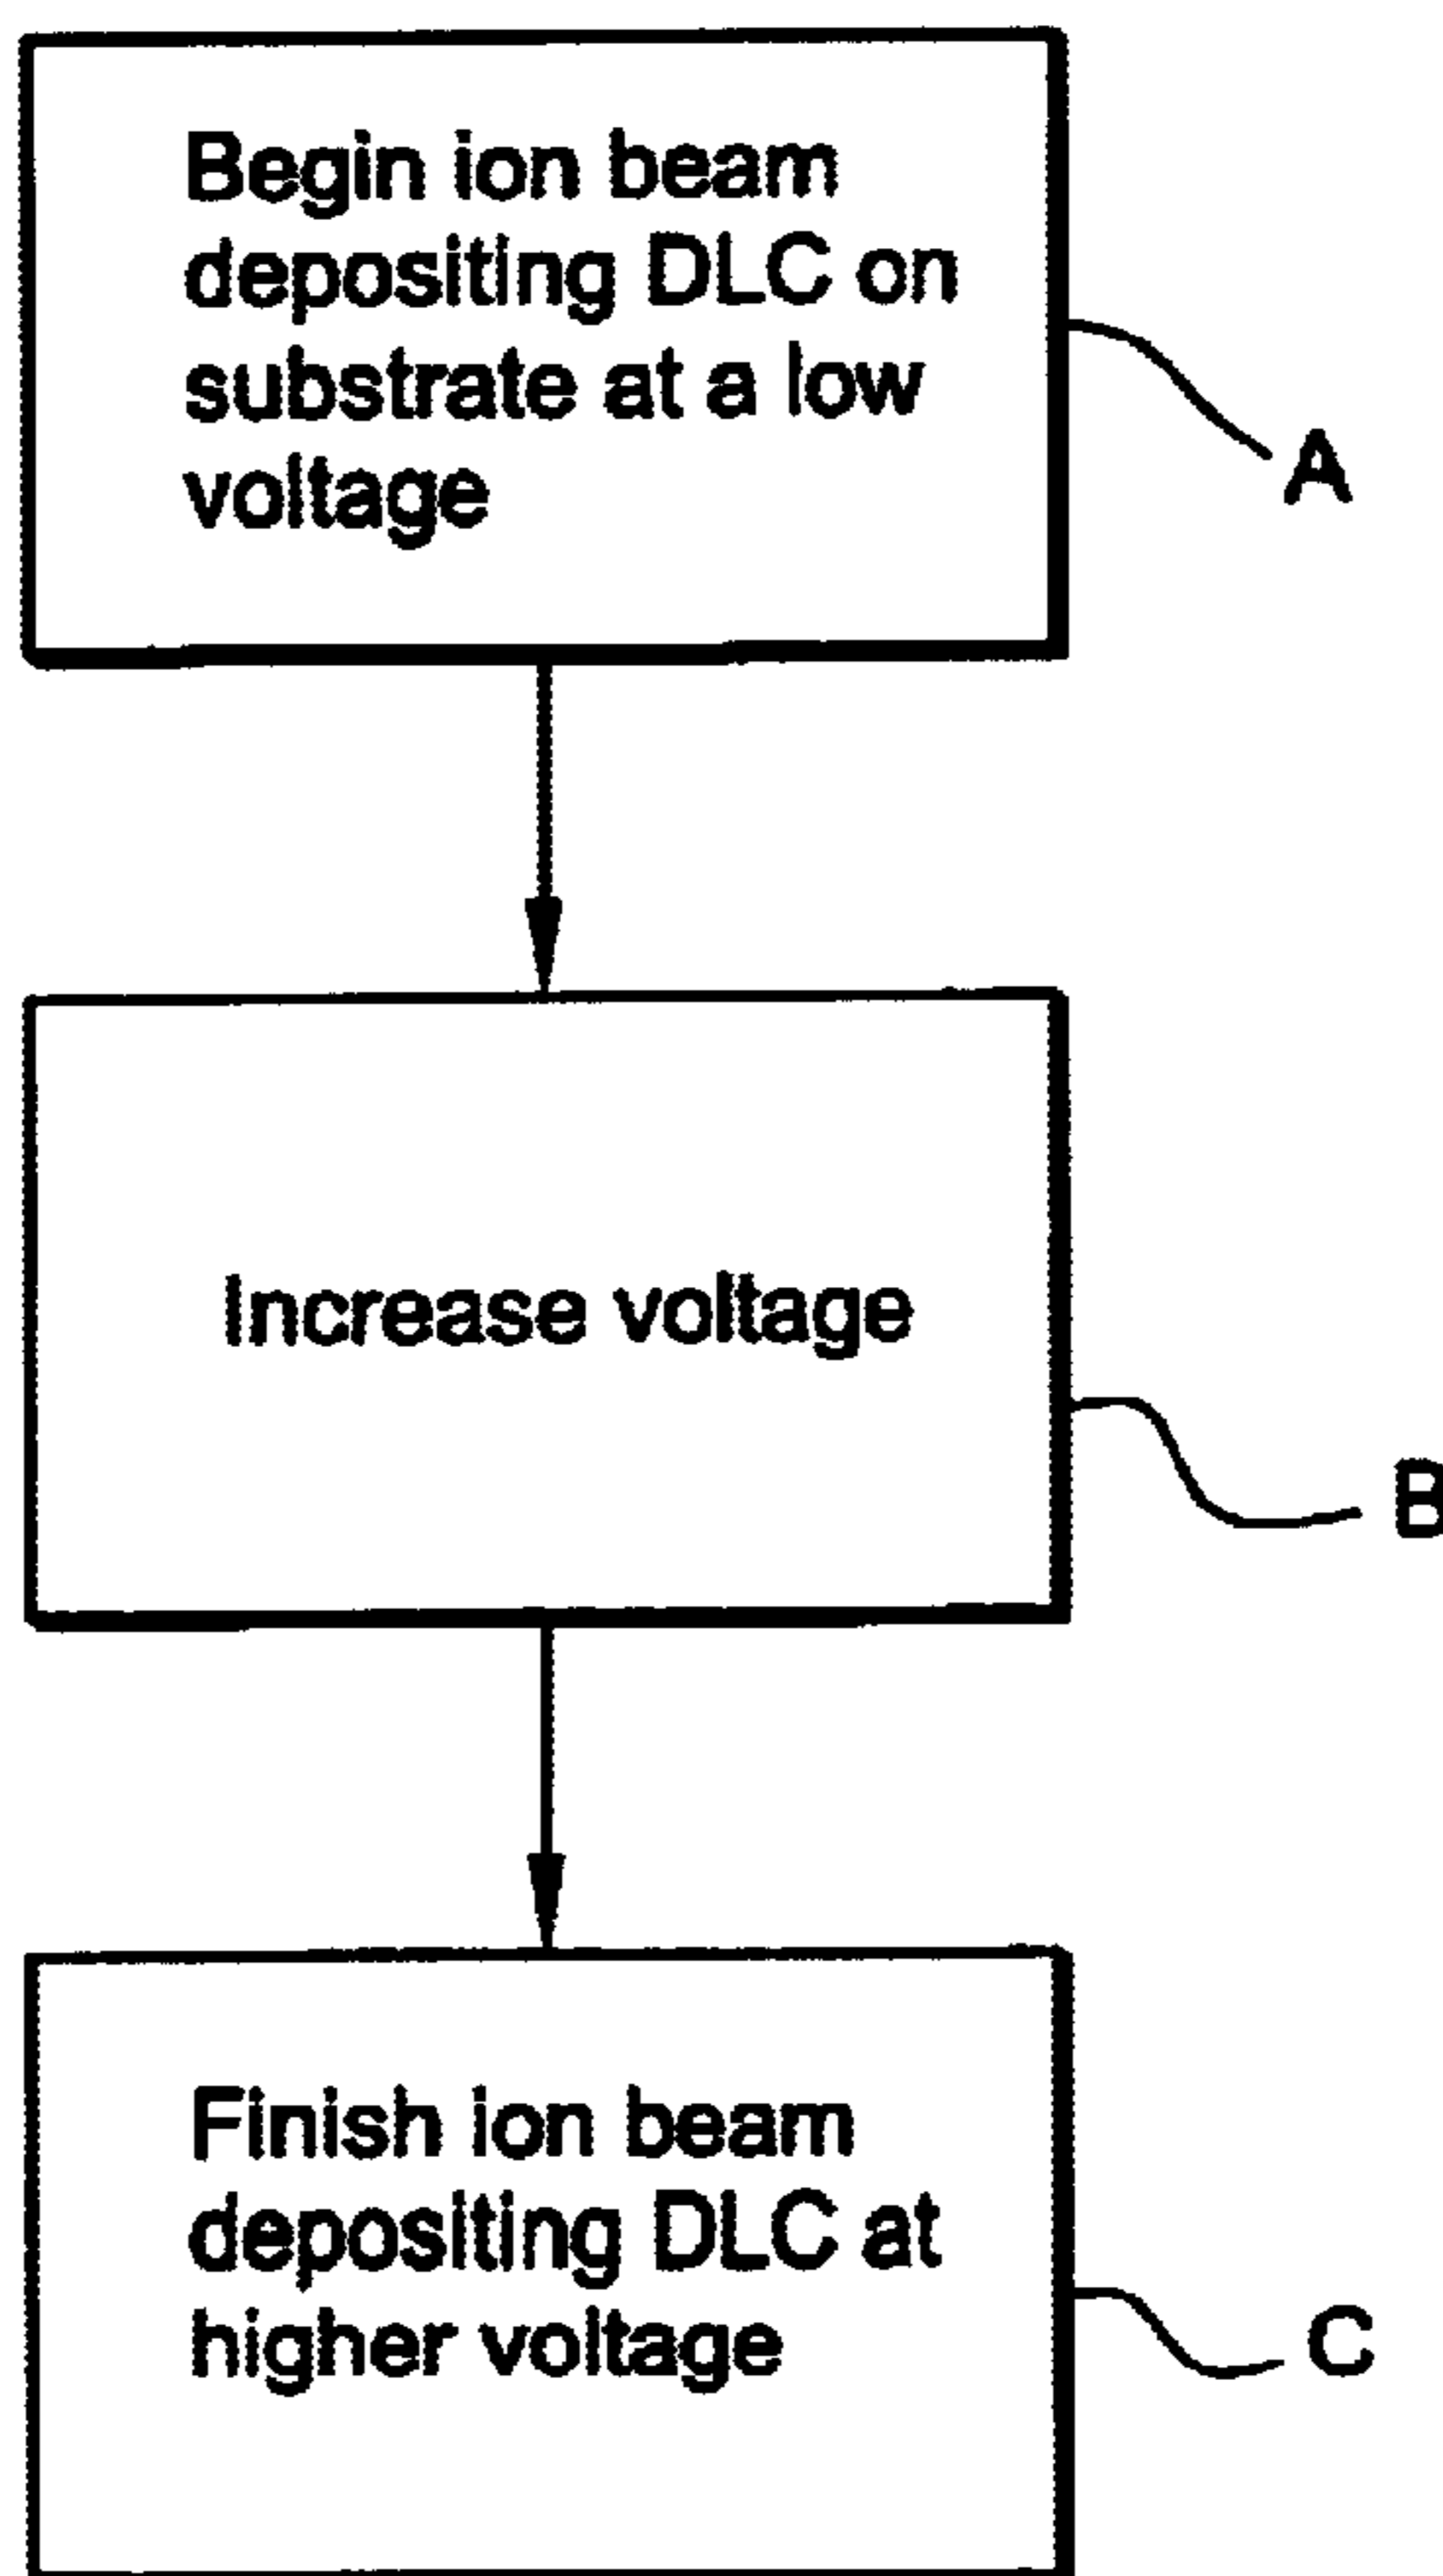 Begin ion beam
depositing DLC on
substrate at a low
voltage
A
Increase voltage
B
Finish ion beam
depositing DLC at
higher voltage
C